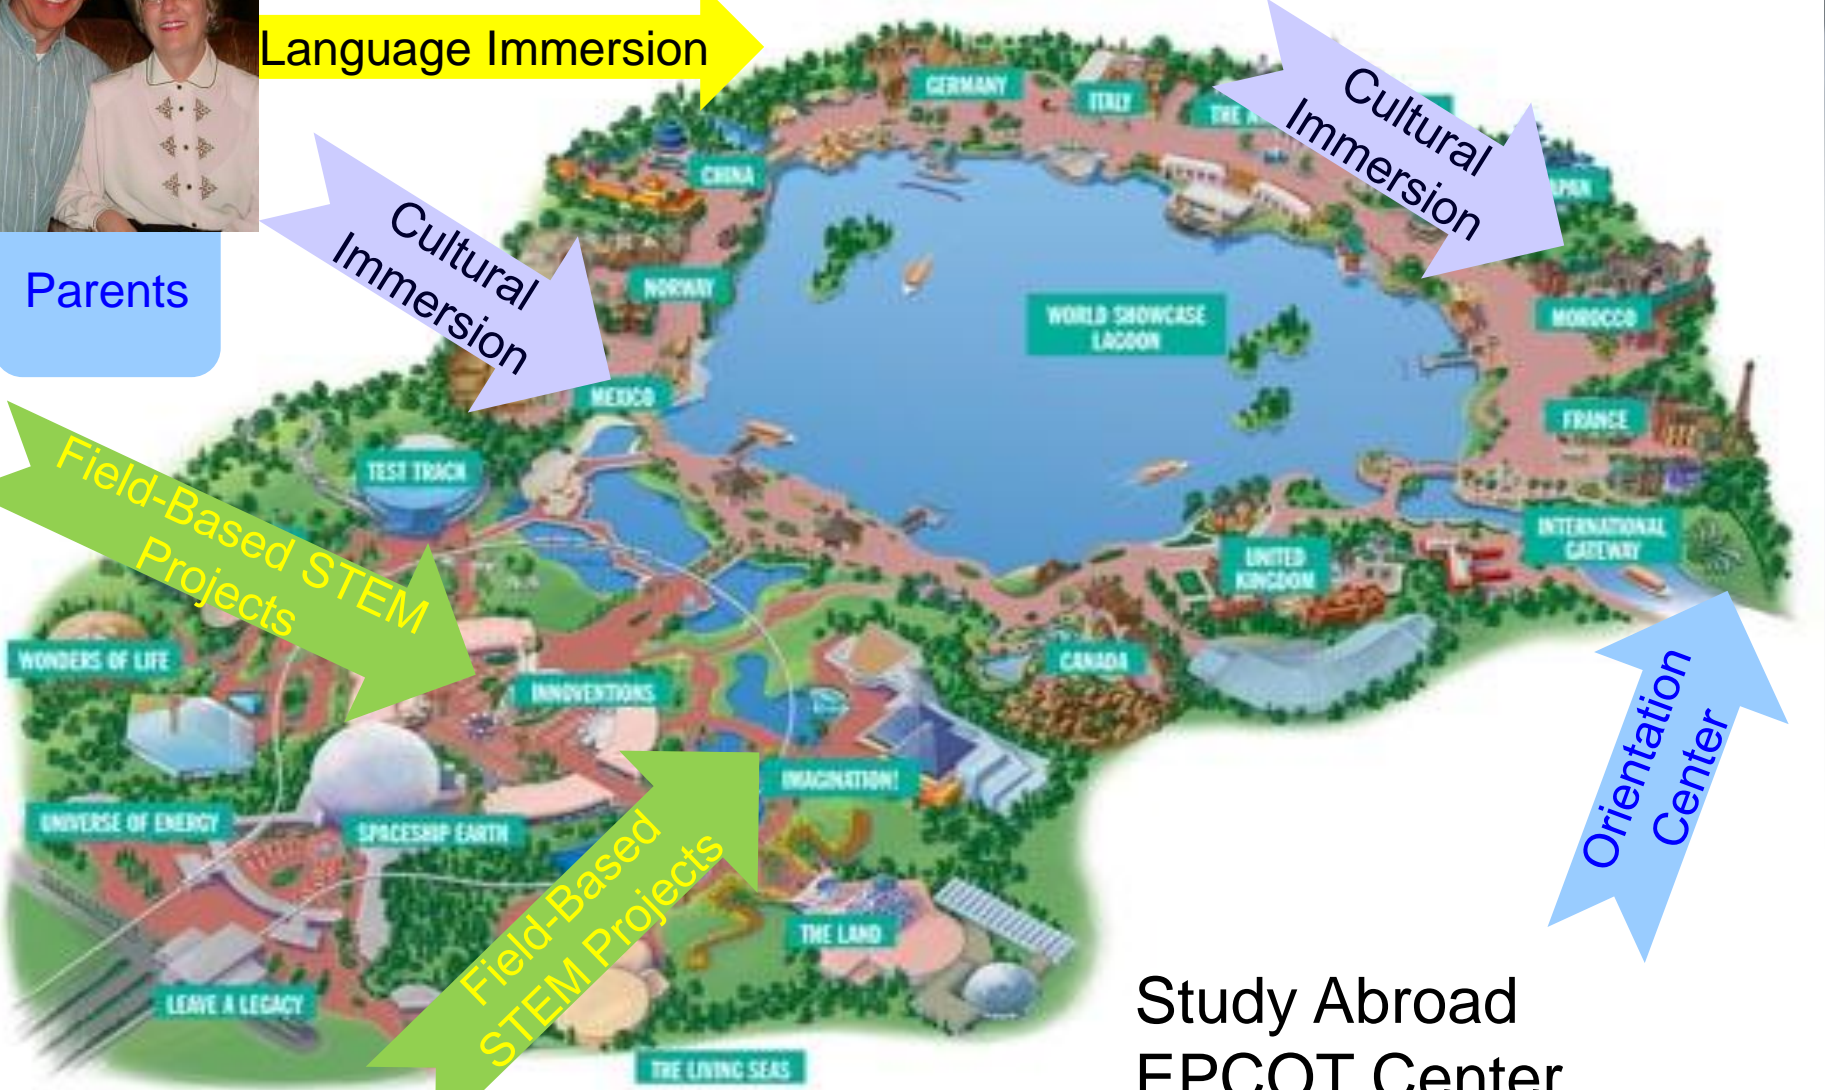 Language Immersion
Parents
Cultural
Immersion
Cultural
Immersion
Field-Based STEM
Projects
Field-Based
STEM Projects
Orientation
Center
GERMANY
ITALY
THE
CHINA
NORWAY
MEXICO
WORLD SHOWCASE
LAGOON
MOROCCO
FRANCE
INTERNATIONAL
GATEWAY
UNITED
KINGDOM
CANADA
TEST TRACK
WONDERS OF LIFE
INNOVENTIONS
IMAGINATION!
UNIVERSE OF ENERGY
SPACESHIP EARTH
THE LAND
LEAVE A LEGACY
THE LIVING SEAS
Study Abroad
EPCOT Center